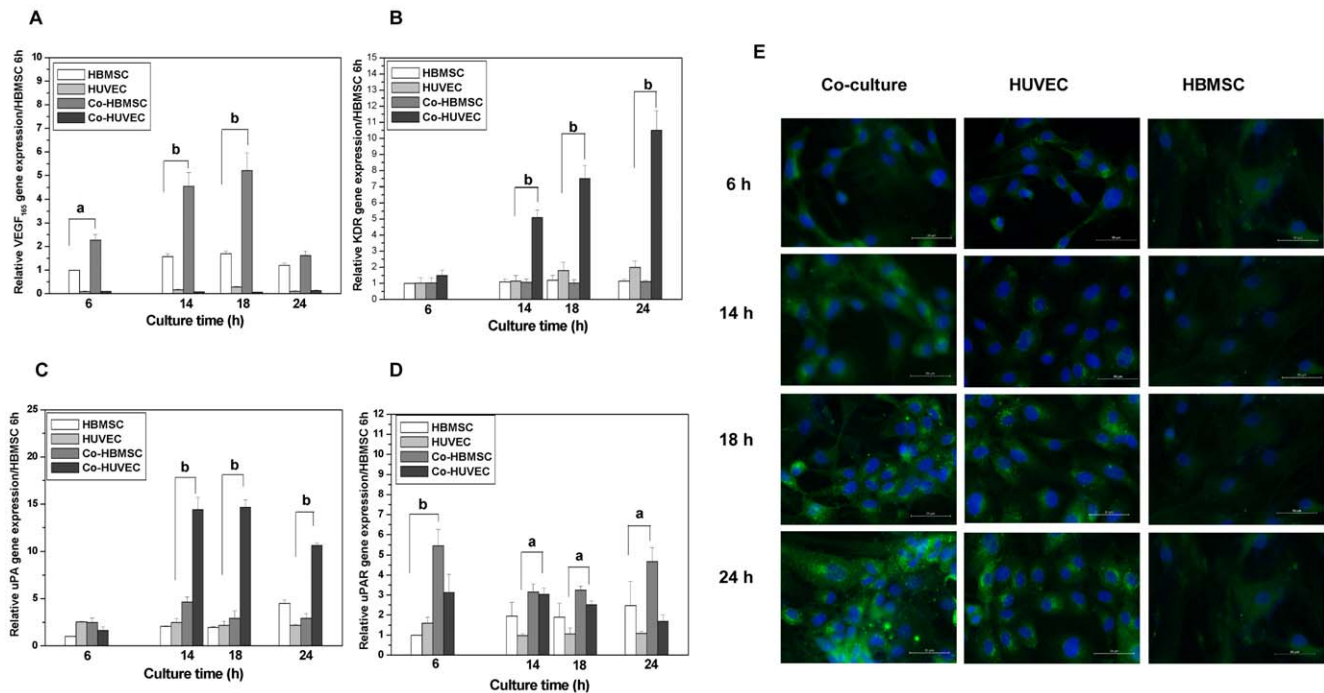 A
Relative VEGF165 gene expression/HBMSC 6h
10
9
8
7
6
5
4
3
2
1
0
HBMSC
HUVEC
Co-HBMSC
Co-HUVEC
a
b
b
6
14
18
24
Culture time (h)
B
Relative KDR gene expression/HBMSC 6h
15
14
13
12
11
10
9
8
7
6
5
4
3
2
1
0
HBMSC
HUVEC
Co-HBMSC
Co-HUVEC
b
b
b
6
14
18
24
Culture time (h)
C
Relative uPA gene expression/HBMSC 6h
25
20
15
10
5
0
HBMSC
HUVEC
Co-HBMSC
Co-HUVEC
b
b
b
6
14
18
24
Culture time (h)
D
Relative uPAR gene expression/HBMSC 6h
12
11
10
9
8
7
6
5
4
3
2
1
0
HBMSC
HUVEC
Co-HBMSC
Co-HUVEC
b
a
a
a
6
14
18
24
Culture time (h)
E
Co-culture HUVEC HBMSC
6 h
14 h
18 h
24 h